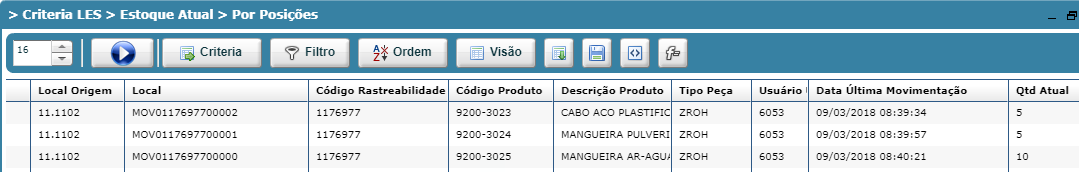 > Criteria LES > Estoque Atual > Por Posições
16 Criteria Filtro Ordem Visão
Local Origem Local Código Rastreabilidade Código Produto Descrição Produto Tipo Peça Usuário Data Última Movimentação Qtd Atual
11.1102 MOV0117697700002 1176977 9200-3023 CABO ACO PLASTIFIC ZROH 6053 09/03/2018 08:39:34 5
11.1102 MOV0117697700001 1176977 9200-3024 MANGUEIRA PULVERI ZROH 6053 09/03/2018 08:39:57 5
11.1102 MOV0117697700000 1176977 9200-3025 MANGUEIRA AR-AGUA ZROH 6053 09/03/2018 08:40:21 10